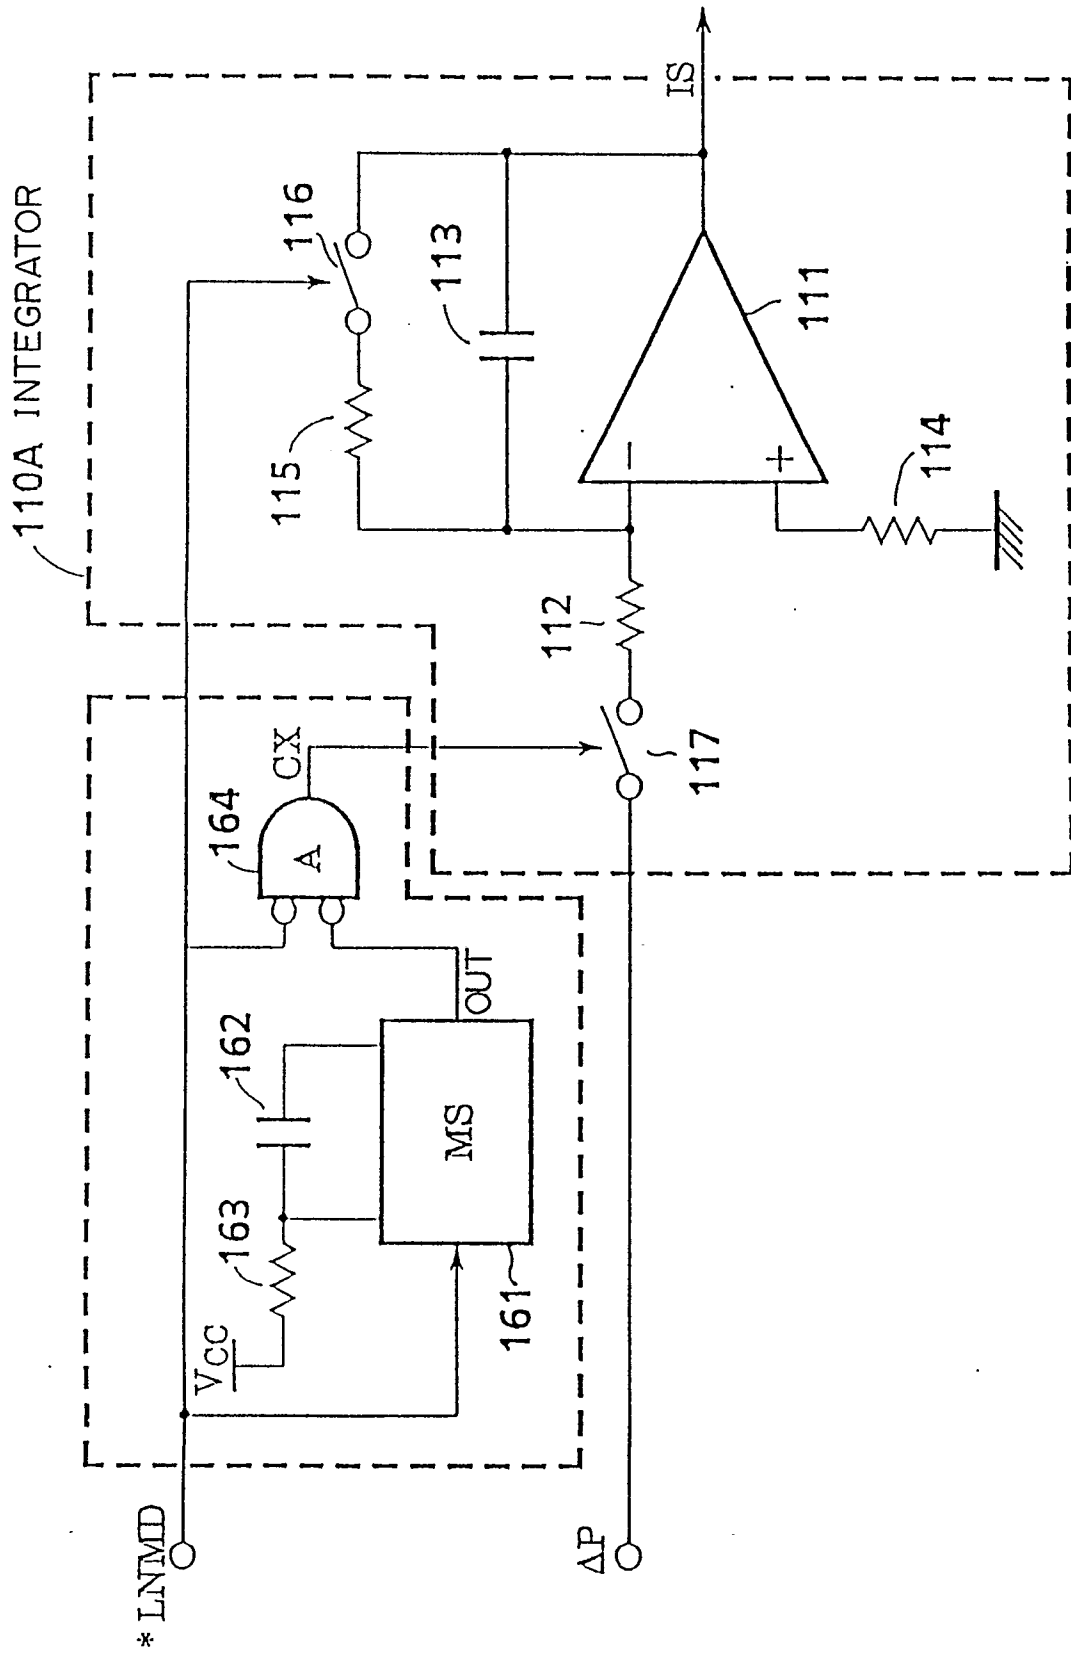 110A INTEGRATOR
*LNMD
VCC
163
162
164
A
CX
MS
OUT
161
ΔP
117
112
115
116
113
−
+
111
114
IS